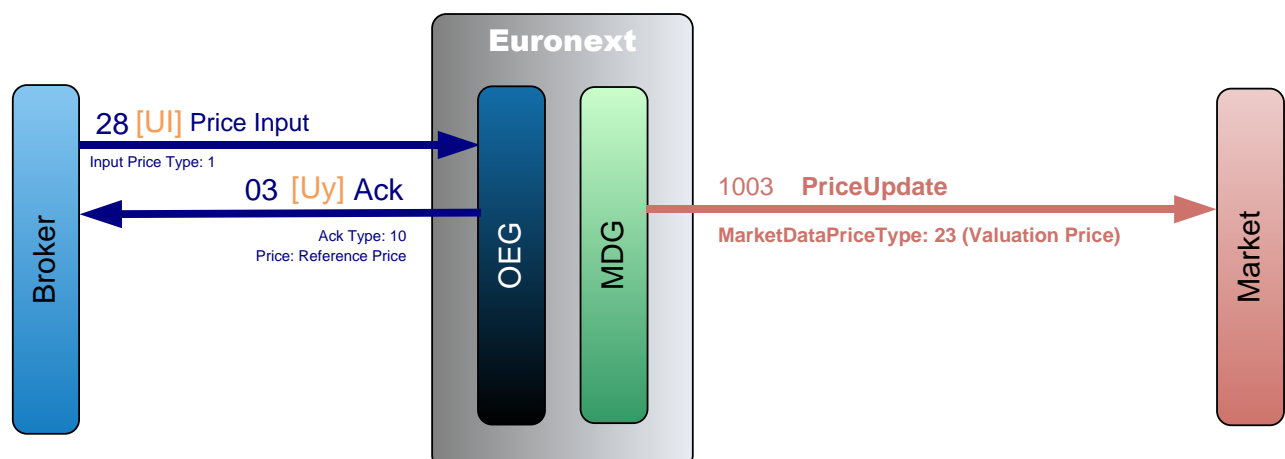 Euronext
Broker
28 [UI] Price Input
Input Price Type: 1
03 [Uy] Ack
Ack Type: 10
Price: Reference Price
OEG
MDG
1003 PriceUpdate
MarketDataPriceType: 23 (Valuation Price)
Market